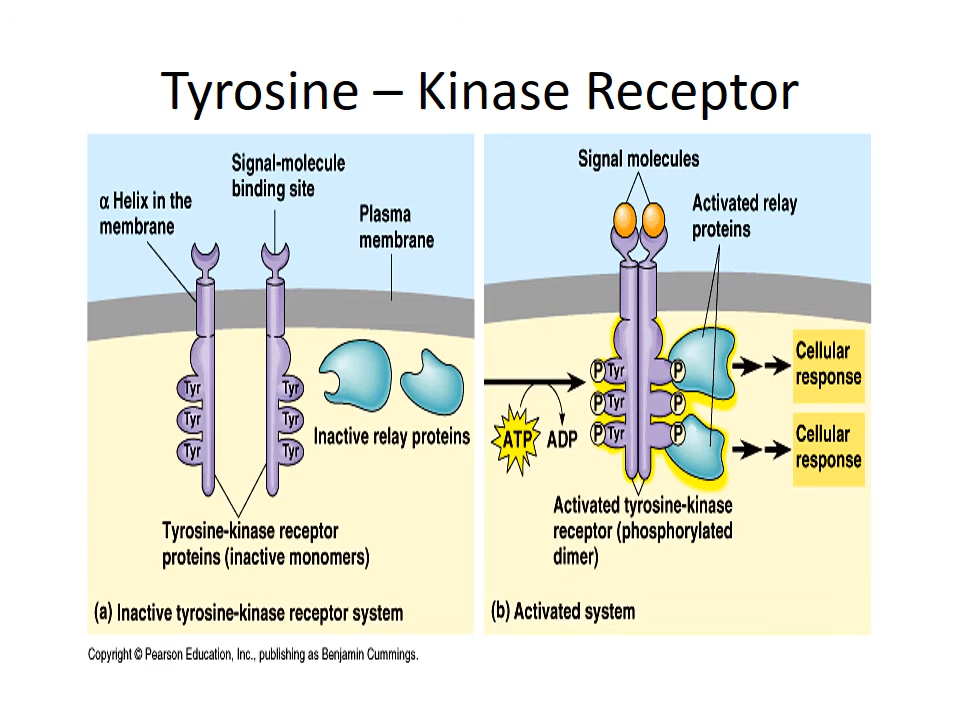 Tyrosine – Kinase Receptor
α Helix in the
membrane
Signal-molecule
binding site
Plasma
membrane
Tyr
Tyr
Tyr
Tyr
Tyr
Tyr
Inactive relay proteins
Tyrosine-kinase receptor
proteins (inactive monomers)
(a) Inactive tyrosine-kinase receptor system
Signal molecules
Activated relay
proteins
P Tyr P
P Tyr P
P Tyr P
ATP ADP
Cellular
response
Cellular
response
Activated tyrosine-kinase
receptor (phosphorylated
dimer)
(b) Activated system
Copyright © Pearson Education, Inc., publishing as Benjamin Cummings.